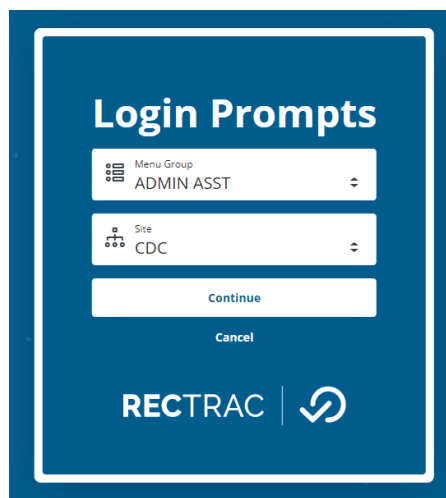 Login Prompts
Menu Group
ADMIN ASST
Site
CDC
Continue
Cancel
RECTRAC